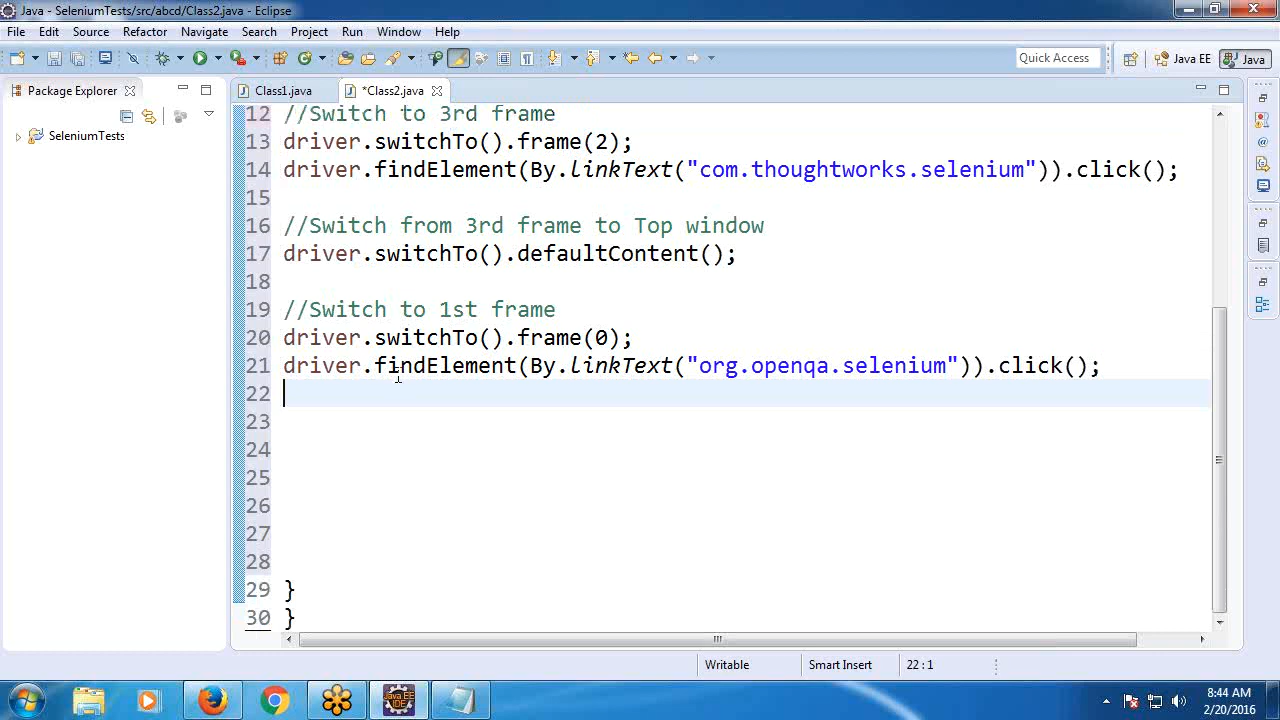 Java - SeleniumTests/src/abcd/Class2.java - Eclipse
File Edit Source Refactor Navigate Search Project Run Window Help
Quick Access Java EE Java
Package Explorer
SeleniumTests
Class1.java *Class2.java
12 //Switch to 3rd frame
13 driver.switchTo().frame(2);
14 driver.findElement(By.linkText("com.thoughtworks.selenium")).click();
15
16 //Switch from 3rd frame to Top window
17 driver.switchTo().defaultContent();
18
19 //Switch to 1st frame
20 driver.switchTo().frame(0);
21 driver.findElement(By.linkText("org.openqa.selenium")).click();
22
23
24
25
26
27
28
29 }
30 }
Writable Smart Insert 22 : 1
Java EE
IDE
8:44 AM
2/20/2016